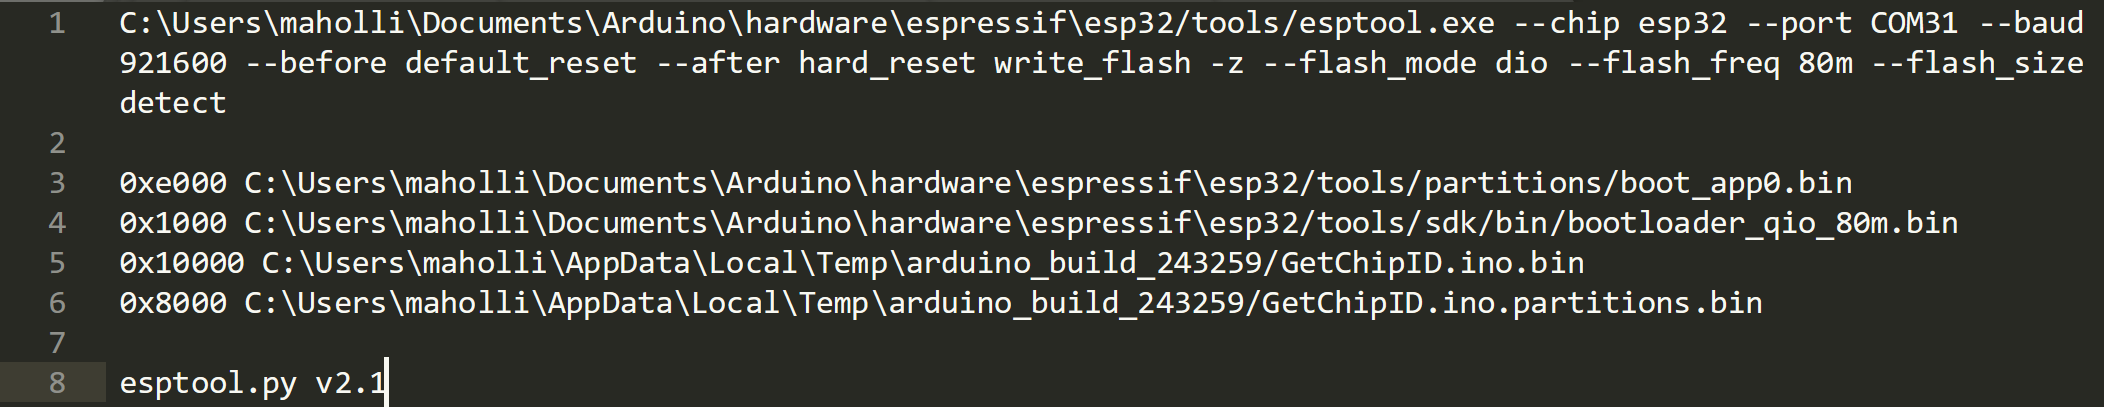 1 C:\Users\maholli\Documents\Arduino\hardware\espressif\esp32/tools/esptool.exe --chip esp32 --port COM31 --baud
921600 --before default_reset --after hard_reset write_flash -z --flash_mode dio --flash_freq 80m --flash_size
detect
2
3 0xe000 C:\Users\maholli\Documents\Arduino\hardware\espressif\esp32/tools/partitions/boot_app0.bin
4 0x1000 C:\Users\maholli\Documents\Arduino\hardware\espressif\esp32/tools/sdk/bin/bootloader_qio_80m.bin
5 0x10000 C:\Users\maholli\AppData\Local\Temp\arduino_build_243259/GetChipID.ino.bin
6 0x8000 C:\Users\maholli\AppData\Local\Temp\arduino_build_243259/GetChipID.ino.partitions.bin
7
8 esptool.py v2.1